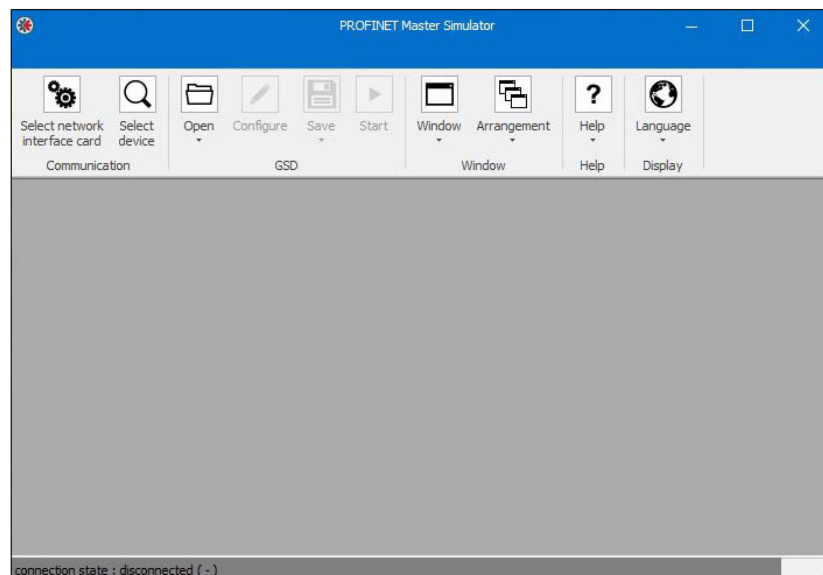 PROFINET Master Simulator
Select network interface card
Select device
Open
Configure
Save
Start
Window
Arrangement
?
Help
Language
Communication
GSD
Window
Help
Display
connection state : disconnected ( - )